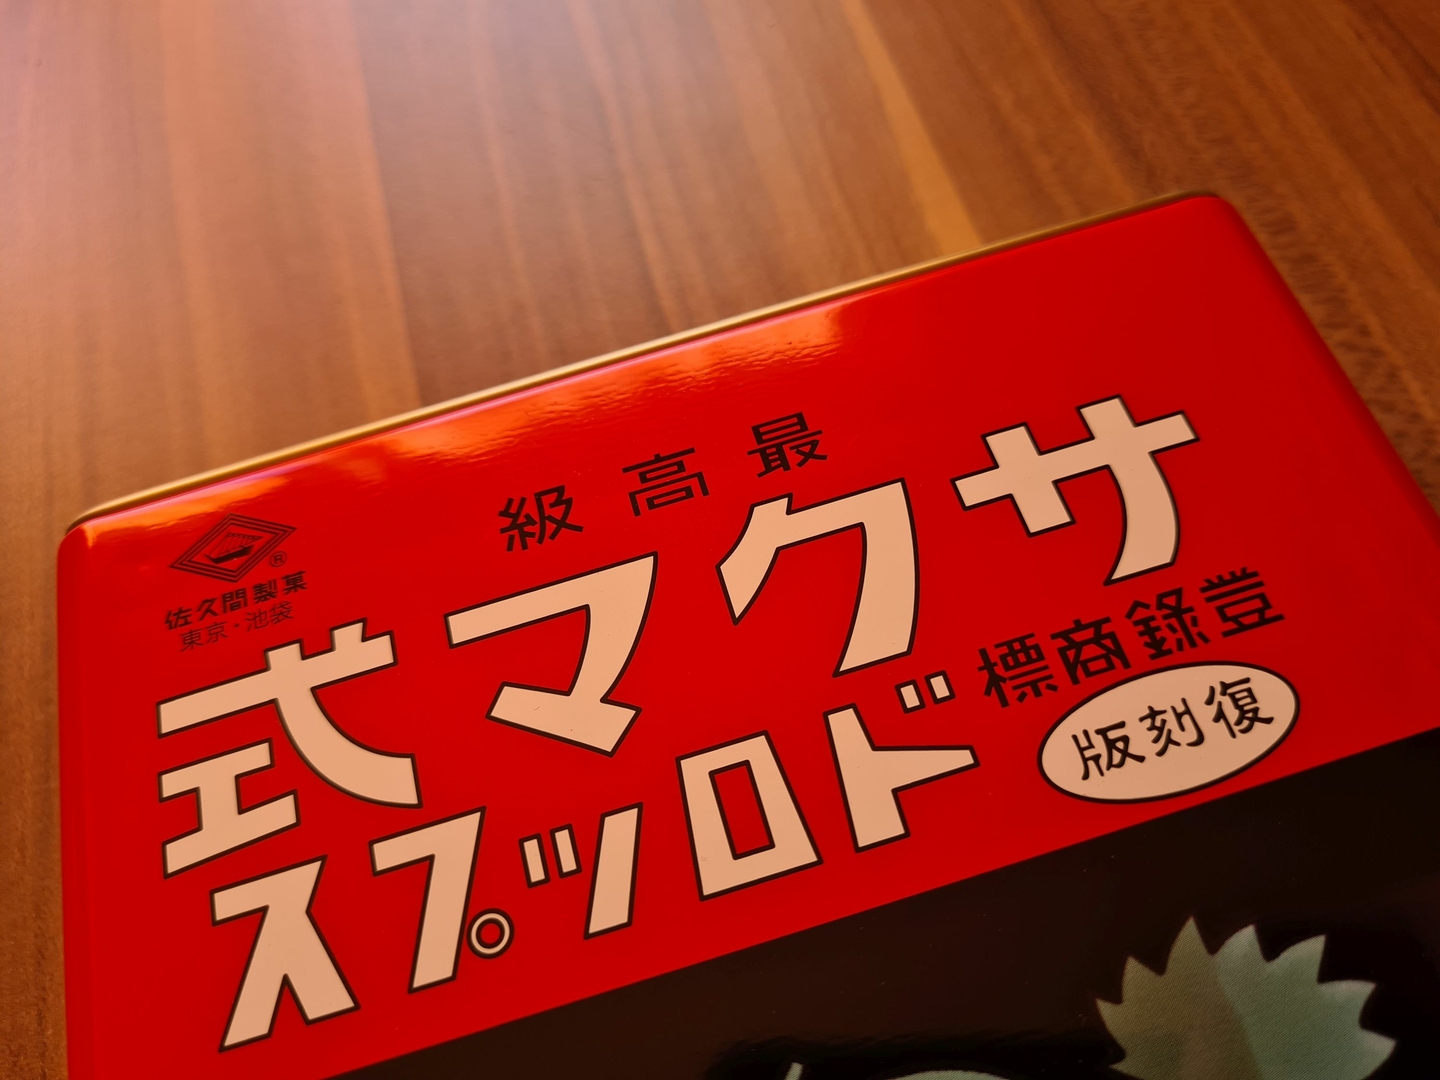 最高級
サクマ式
ドロツプス
登錄商標
復刻版
®
佐久間製菓
東京・池袋